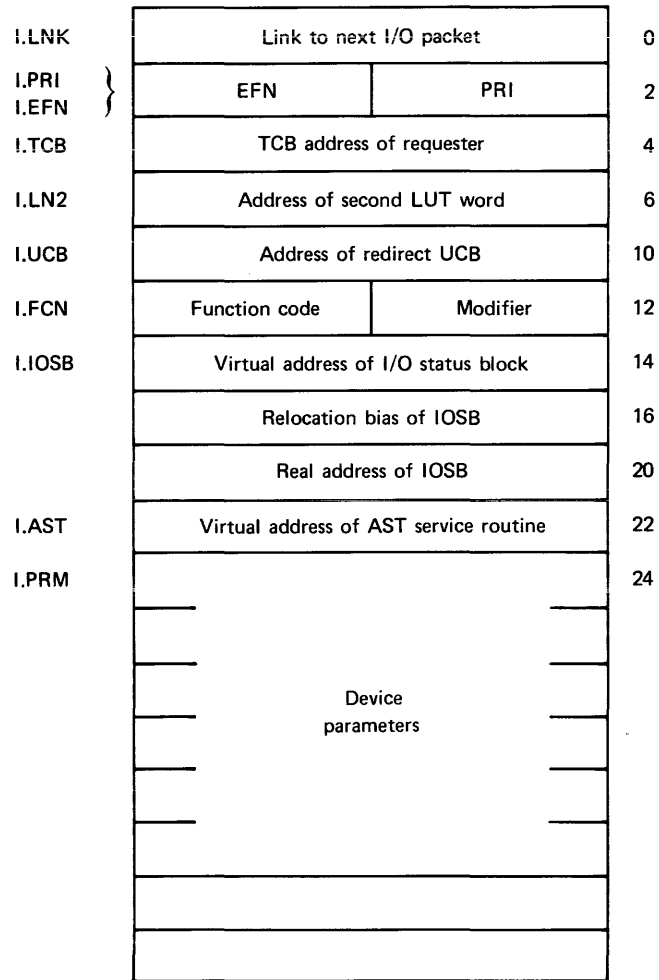 I.LNK Link to next I/O packet 0
I.PRI
I.EFN } EFN PRI 2
I.TCB TCB address of requester 4
I.LN2 Address of second LUT word 6
I.UCB Address of redirect UCB 10
I.FCN Function code Modifier 12
I.IOSB Virtual address of I/O status block 14
Relocation bias of IOSB 16
Real address of IOSB 20
I.AST Virtual address of AST service routine 22
I.PRM 24
Device
parameters